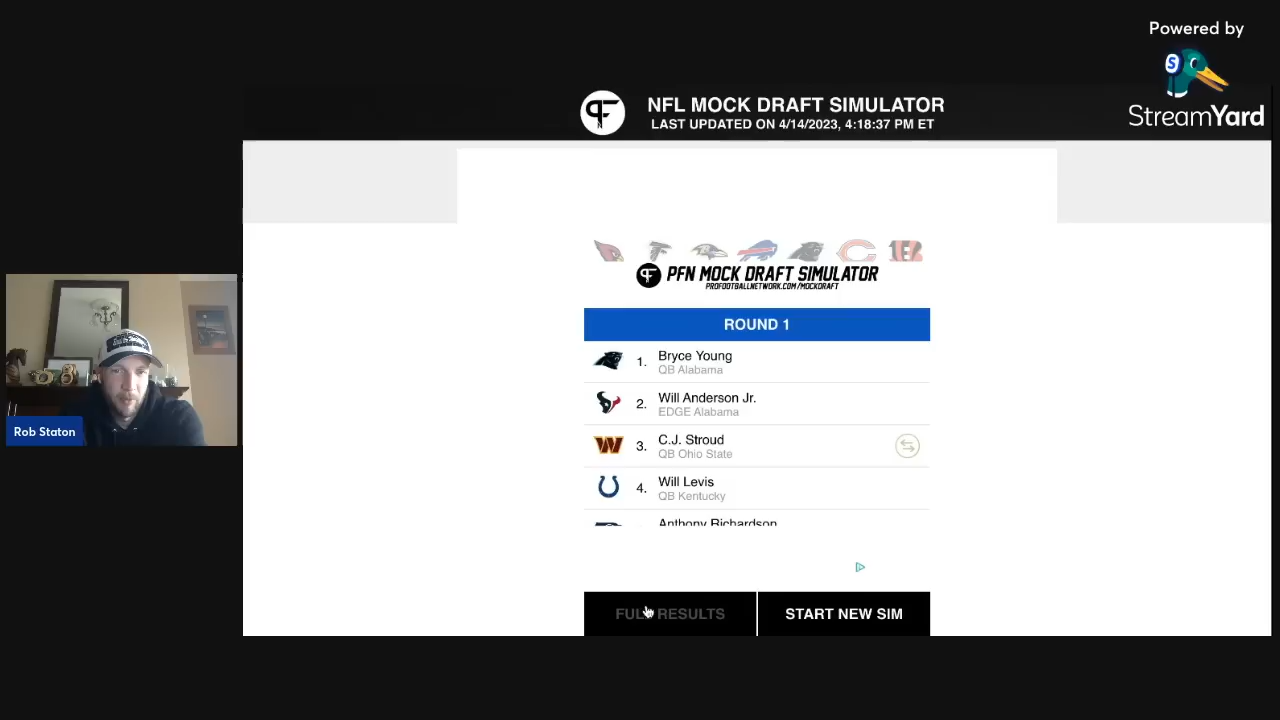 Powered by
S
StreamYard
NFL MOCK DRAFT SIMULATOR
LAST UPDATED ON 4/14/2023, 4:18:37 PM ET
PFN MOCK DRAFT SIMULATOR
PROFOOTBALLNETWORK.COM/MOCKDRAFT
ROUND 1
1. Bryce Young
QB Alabama
2. Will Anderson Jr.
EDGE Alabama
3. C.J. Stroud
QB Ohio State
4. Will Levis
QB Kentucky
Anthony Richardson
Rob Staton
FULL RESULTS
START NEW SIM